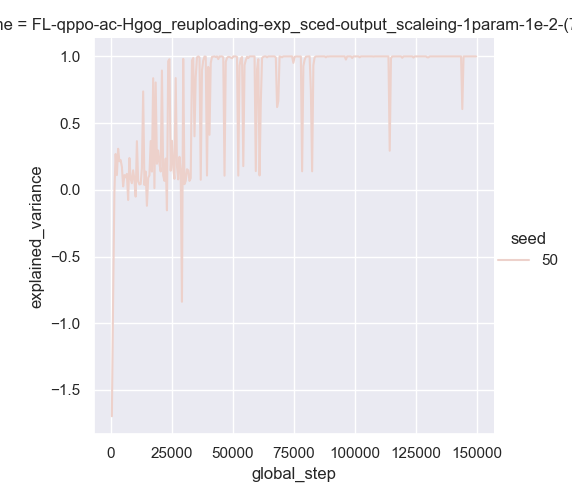 ne = FL-qppo-ac-Hgog_reuploading-exp_sced-output_scaleing-1param-1e-2-(7
1.0
0.5
0.0
−0.5
−1.0
−1.5
explained_variance
seed
50
0 25000 50000 75000 100000 125000 150000
global_step